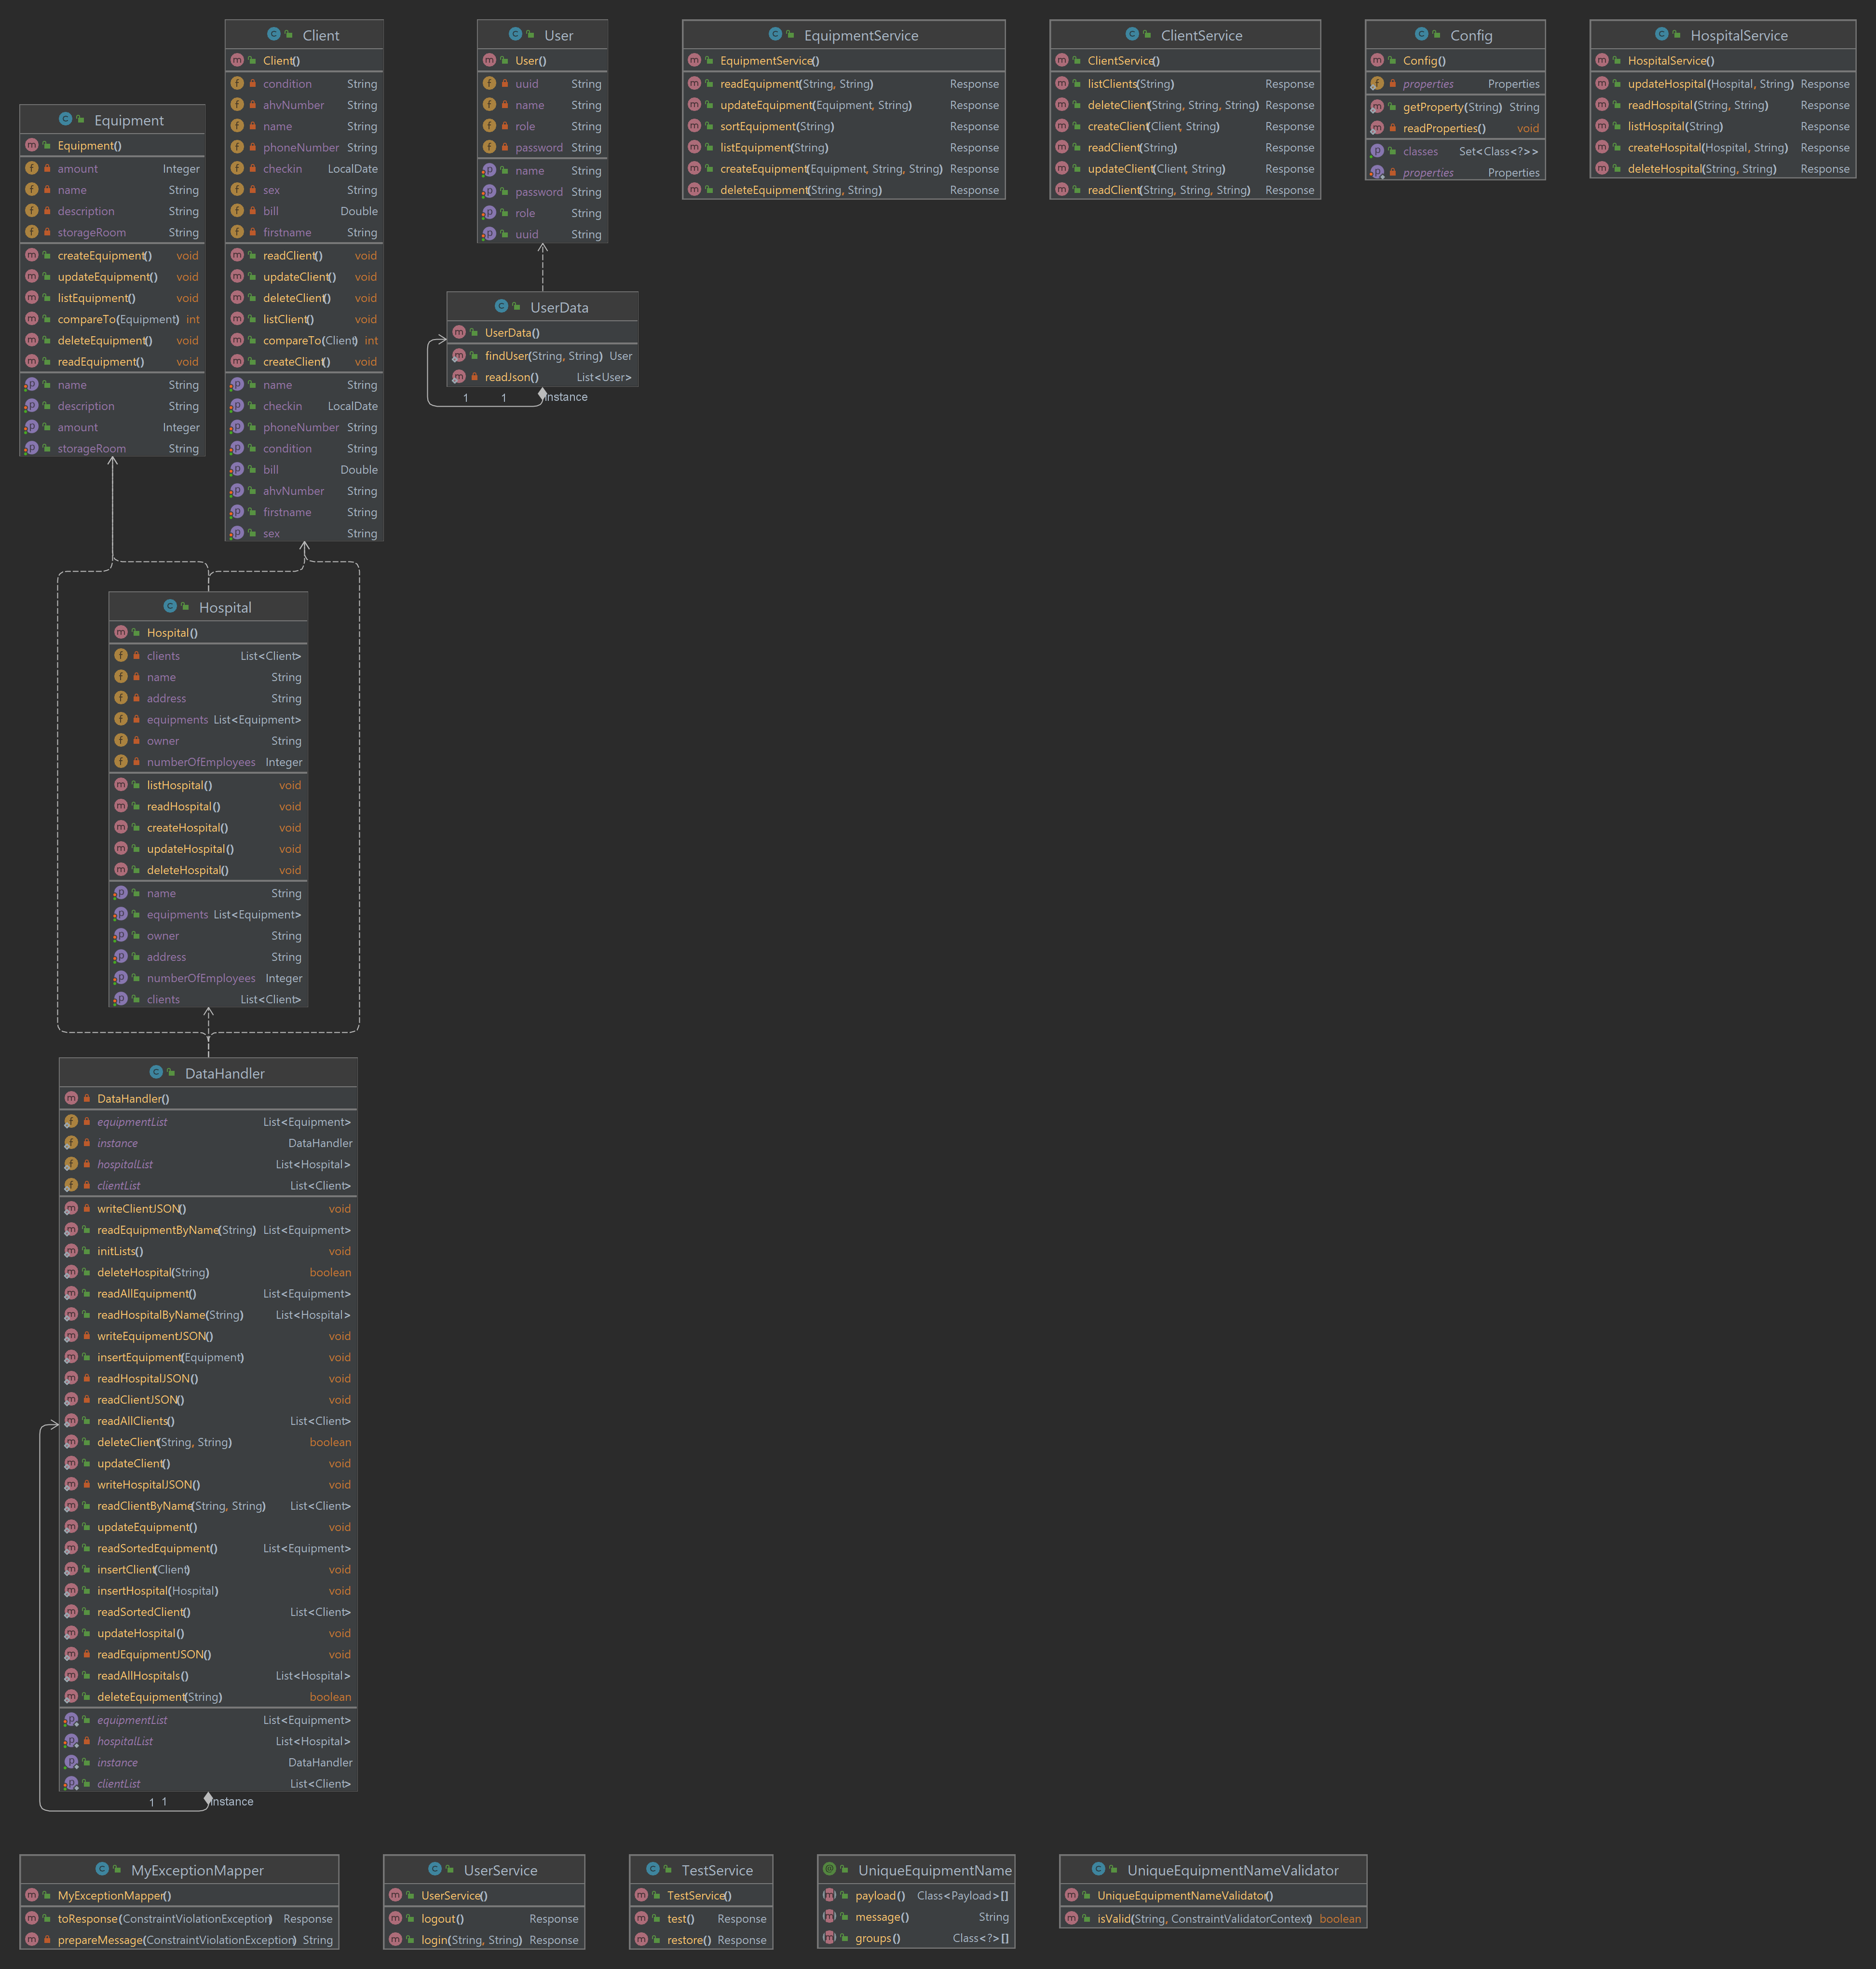 Equipment
Equipment()
amount Integer
name String
description String
storageRoom String
createEquipment() void
updateEquipment() void
listEquipment() void
compareTo(Equipment) int
deleteEquipment() void
readEquipment() void
name String
description String
amount Integer
storageRoom String
Client
Client()
condition String
ahvNumber String
name String
phoneNumber String
checkin LocalDate
sex String
bill Double
firstname String
readClient() void
updateClient() void
deleteClient() void
listClient() void
compareTo(Client) int
createClient() void
name String
checkin LocalDate
phoneNumber String
condition String
bill Double
ahvNumber String
firstname String
sex String
User
User()
uuid String
name String
role String
password String
name String
password String
role String
uuid String
UserData
UserData()
findUser(String, String) User
readJson() List<User>
1 1 instance
EquipmentService
EquipmentService()
readEquipment(String, String) Response
updateEquipment(Equipment, String) Response
sortEquipment(String) Response
listEquipment(String) Response
createEquipment(Equipment, String, String) Response
deleteEquipment(String, String) Response
ClientService
ClientService()
listClients(String) Response
deleteClient(String, String, String) Response
createClient(Client, String) Response
readClient(String) Response
updateClient(Client, String) Response
readClient(String, String, String) Response
Config
Config()
properties Properties
getProperty(String) String
readProperties() void
classes Set<Class<?>>
properties Properties
HospitalService
HospitalService()
updateHospital(Hospital, String) Response
readHospital(String, String) Response
listHospital(String) Response
createHospital(Hospital, String) Response
deleteHospital(String, String) Response
Hospital
Hospital()
clients List<Client>
name String
address String
equipments List<Equipment>
owner String
numberOfEmployees Integer
listHospital() void
readHospital() void
createHospital() void
updateHospital() void
deleteHospital() void
name String
equipments List<Equipment>
owner String
address String
numberOfEmployees Integer
clients List<Client>
DataHandler
DataHandler()
equipmentList List<Equipment>
instance DataHandler
hospitalList List<Hospital>
clientList List<Client>
writeClientJSON() void
readEquipmentByName(String) List<Equipment>
initLists() void
deleteHospital(String) boolean
readAllEquipment() List<Equipment>
readHospitalByName(String) List<Hospital>
writeEquipmentJSON() void
insertEquipment(Equipment) void
readHospitalJSON() void
readClientJSON() void
readAllClients() List<Client>
deleteClient(String, String) boolean
updateClient() void
writeHospitalJSON() void
readClientByName(String, String) List<Client>
updateEquipment() void
readSortedEquipment() List<Equipment>
insertClient(Client) void
insertHospital(Hospital) void
readSortedClient() List<Client>
updateHospital() void
readEquipmentJSON() void
readAllHospitals() List<Hospital>
deleteEquipment(String) boolean
equipmentList List<Equipment>
hospitalList List<Hospital>
instance DataHandler
clientList List<Client>
1 1 instance
MyExceptionMapper
MyExceptionMapper()
toResponse(ConstraintViolationException) Response
prepareMessage(ConstraintViolationException) String
UserService
UserService()
logout() Response
login(String, String) Response
TestService
TestService()
test() Response
restore() Response
UniqueEquipmentName
payload() Class<Payload>[]
message() String
groups() Class<?>[]
UniqueEquipmentNameValidator
UniqueEquipmentNameValidator()
isValid(String, ConstraintValidatorContext) boolean